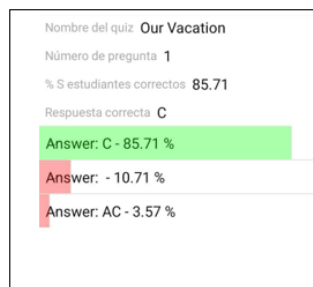 Nombre del quiz Our Vacation
Número de pregunta 1
% S estudiantes correctos 85.71
Respuesta correcta C
Answer: C - 85.71 %
Answer: - 10.71 %
Answer: AC - 3.57 %